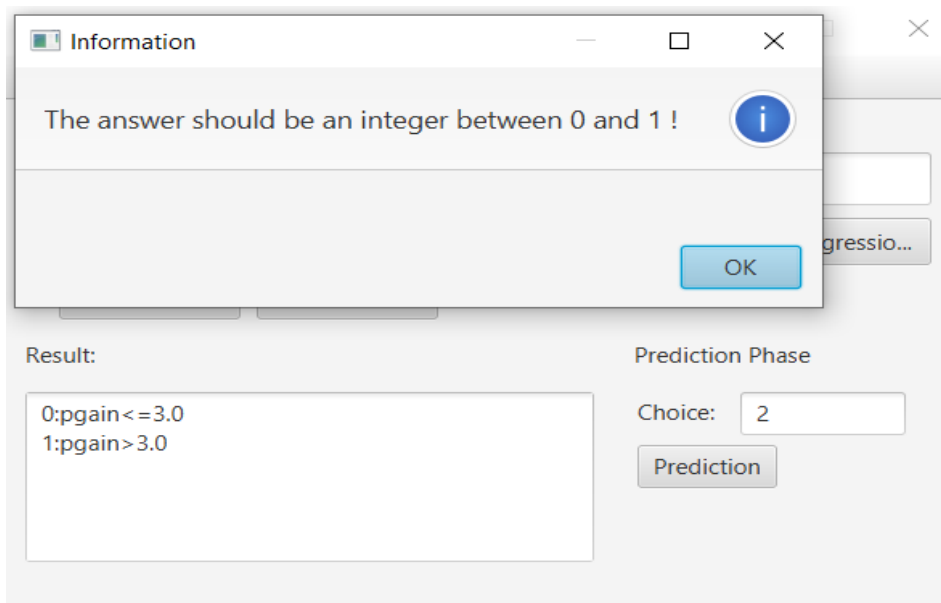 Information
The answer should be an integer between 0 and 1 !
OK
gressio...
Result:
Prediction Phase
0:pgain<=3.0
1:pgain>3.0
Choice:
2
Prediction